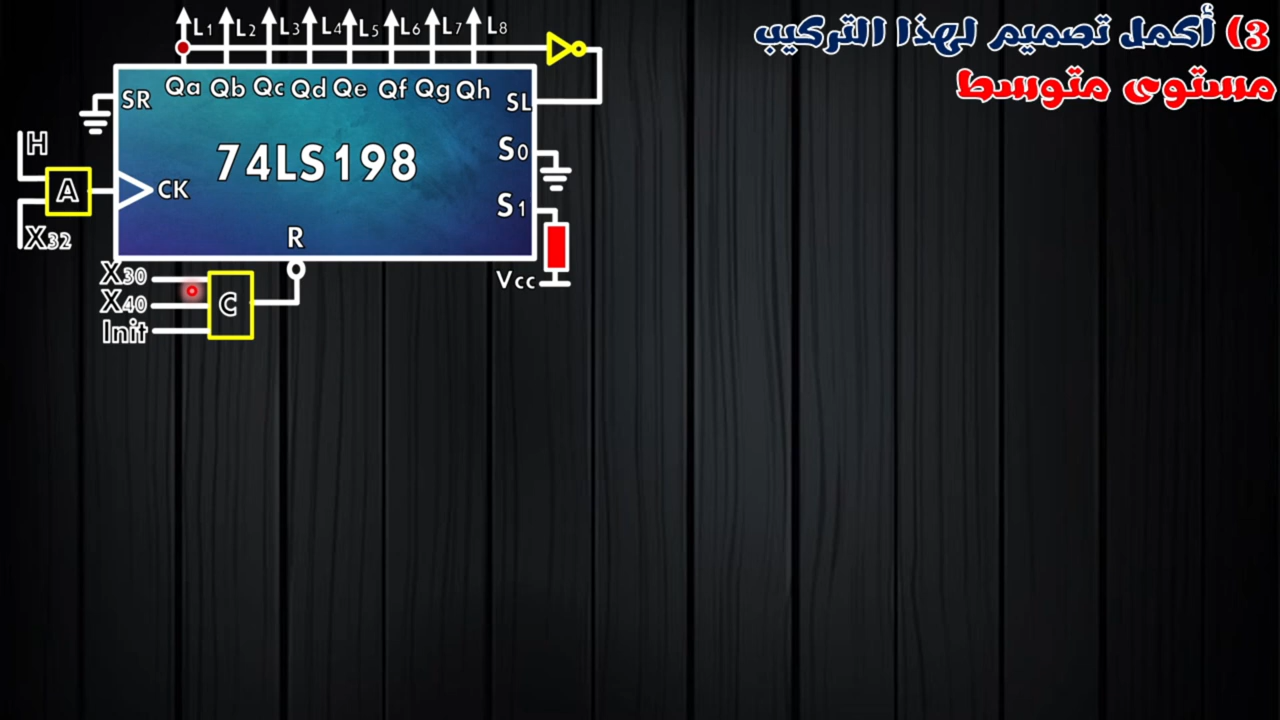 3) أكمل تصميم لهذا التركيب
مستوى متوسط
L1 L2 L3 L4 L5 L6 L7 L8
Qa Qb Qc Qd Qe Qf Qg Qh
SR SL
H
74LS198
S0
A
CK
S1
X32
R
X30
Vcc
X40
C
Init